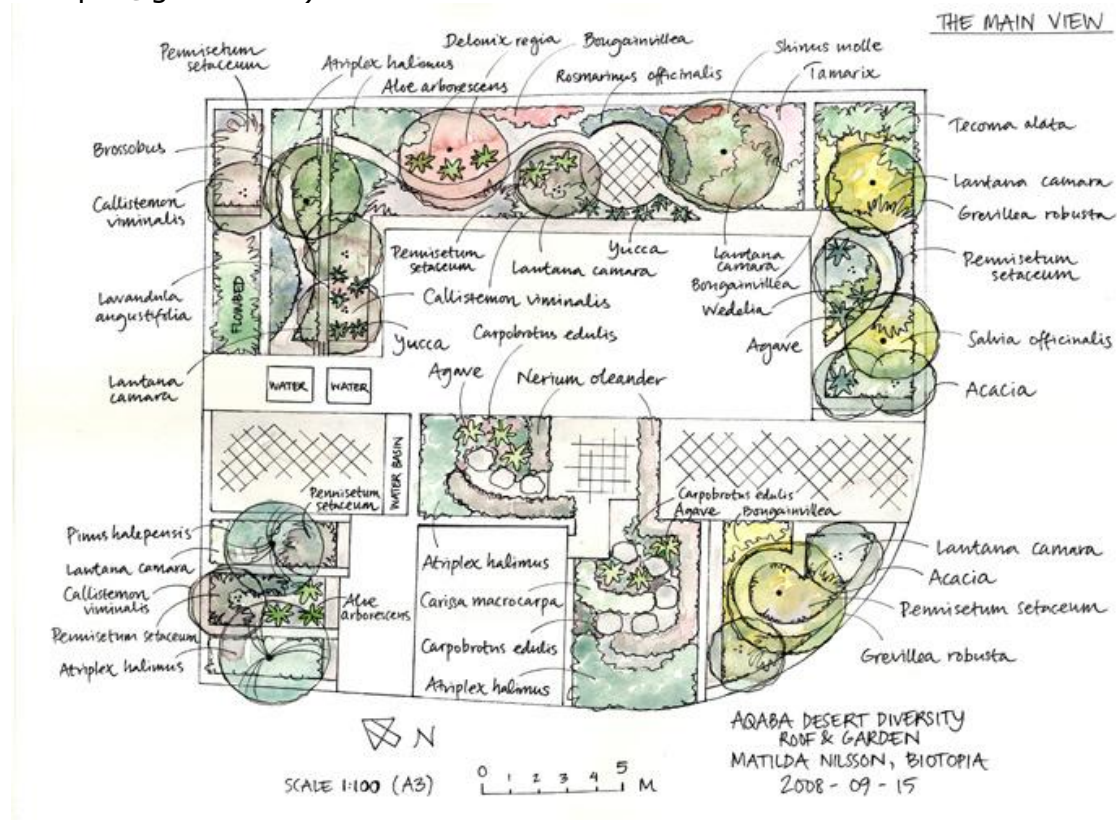 THE MAIN VIEW
Pennisetum
setaceum
Atriplex halimus
Aloe arborescens
Delonix regia
Bougainvillea
Rosmarinus officinalis
Shinus molle
Tamarix
Brossobus
Callistemon
viminalis
Lavandula
angustifolia
Lantana
camara
FLOWBED
WATER
WATER
Tecoma alata
Lantana camara
Grevillea robusta
Pennisetum
setaceum
Salvia officinalis
Acacia
Pennisetum
setaceum
Lantana camara
Yucca
Lantana
camara
Bougainvillea
Wedelia
Agave
Callistemon viminalis
Yucca
Carpobrotus edulis
Agave
Nerium oleander
WATER BASIN
Pennisetum
setaceum
Pinus halepensis
Lantana camara
Callistemon
viminalis
Pennisetum setaceum
Atriplex halimus
Aloe
arborescens
Atriplex halimus
Carissa macrocarpa
Carpobrotus edulis
Atriplex halimus
Carpobrotus edulis
Agave
Bougainvillea
Lantana camara
Acacia
Pennisetum setaceum
Grevillea robusta
N
SCALE 1:100 (A3)
0 1 2 3 4 5 M
AQABA DESERT DIVERSITY
ROOF & GARDEN
MATILDA NILSSON, BIOTOPIA
2008-09-15